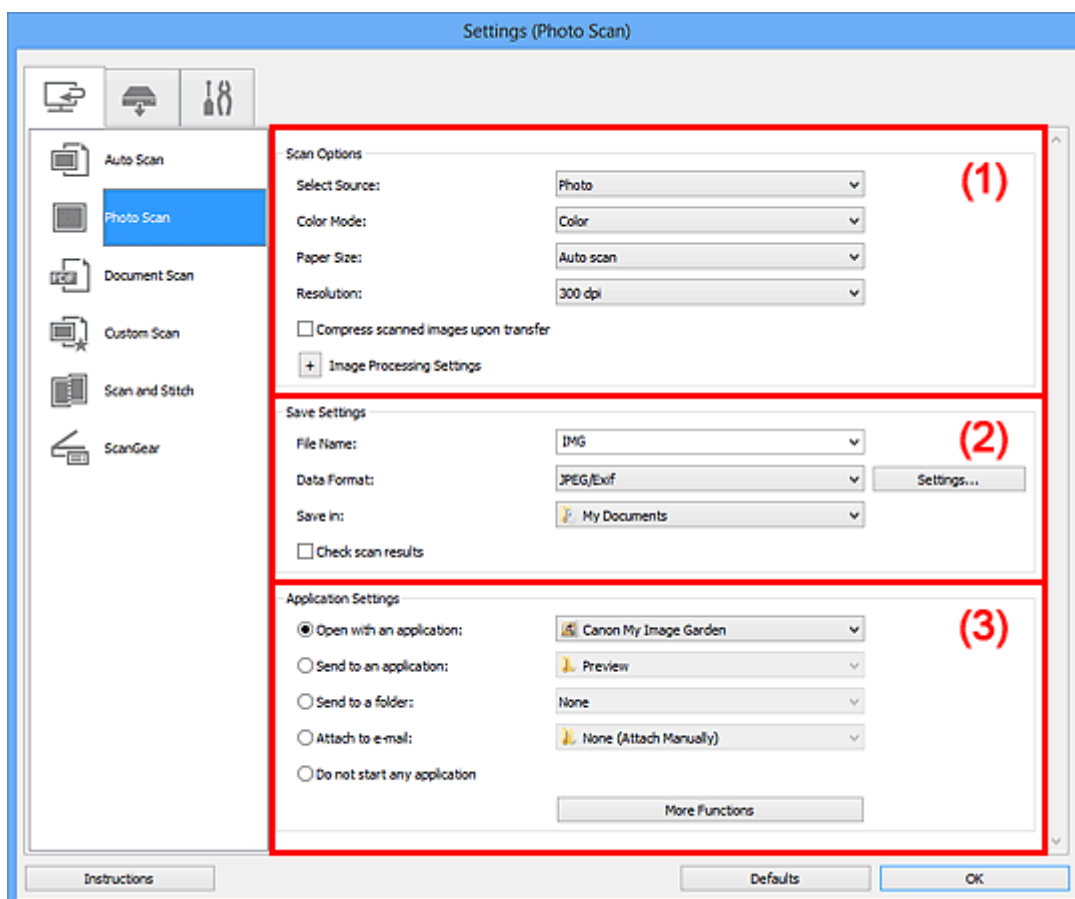 Settings (Photo Scan)
Auto Scan
Photo Scan
Document Scan
Custom Scan
Scan and Stitch
ScanGear
Scan Options
(1)
Select Source: Photo
Color Mode: Color
Paper Size: Auto scan
Resolution: 300 dpi
Compress scanned images upon transfer
+ Image Processing Settings
Save Settings
(2)
File Name: IMG
Data Format: JPEG/Exif Settings...
Save in: My Documents
Check scan results
Application Settings
(3)
Open with an application: Canon My Image Garden
Send to an application: Preview
Send to a folder: None
Attach to e-mail: None (Attach Manually)
Do not start any application
More Functions
Instructions Defaults OK